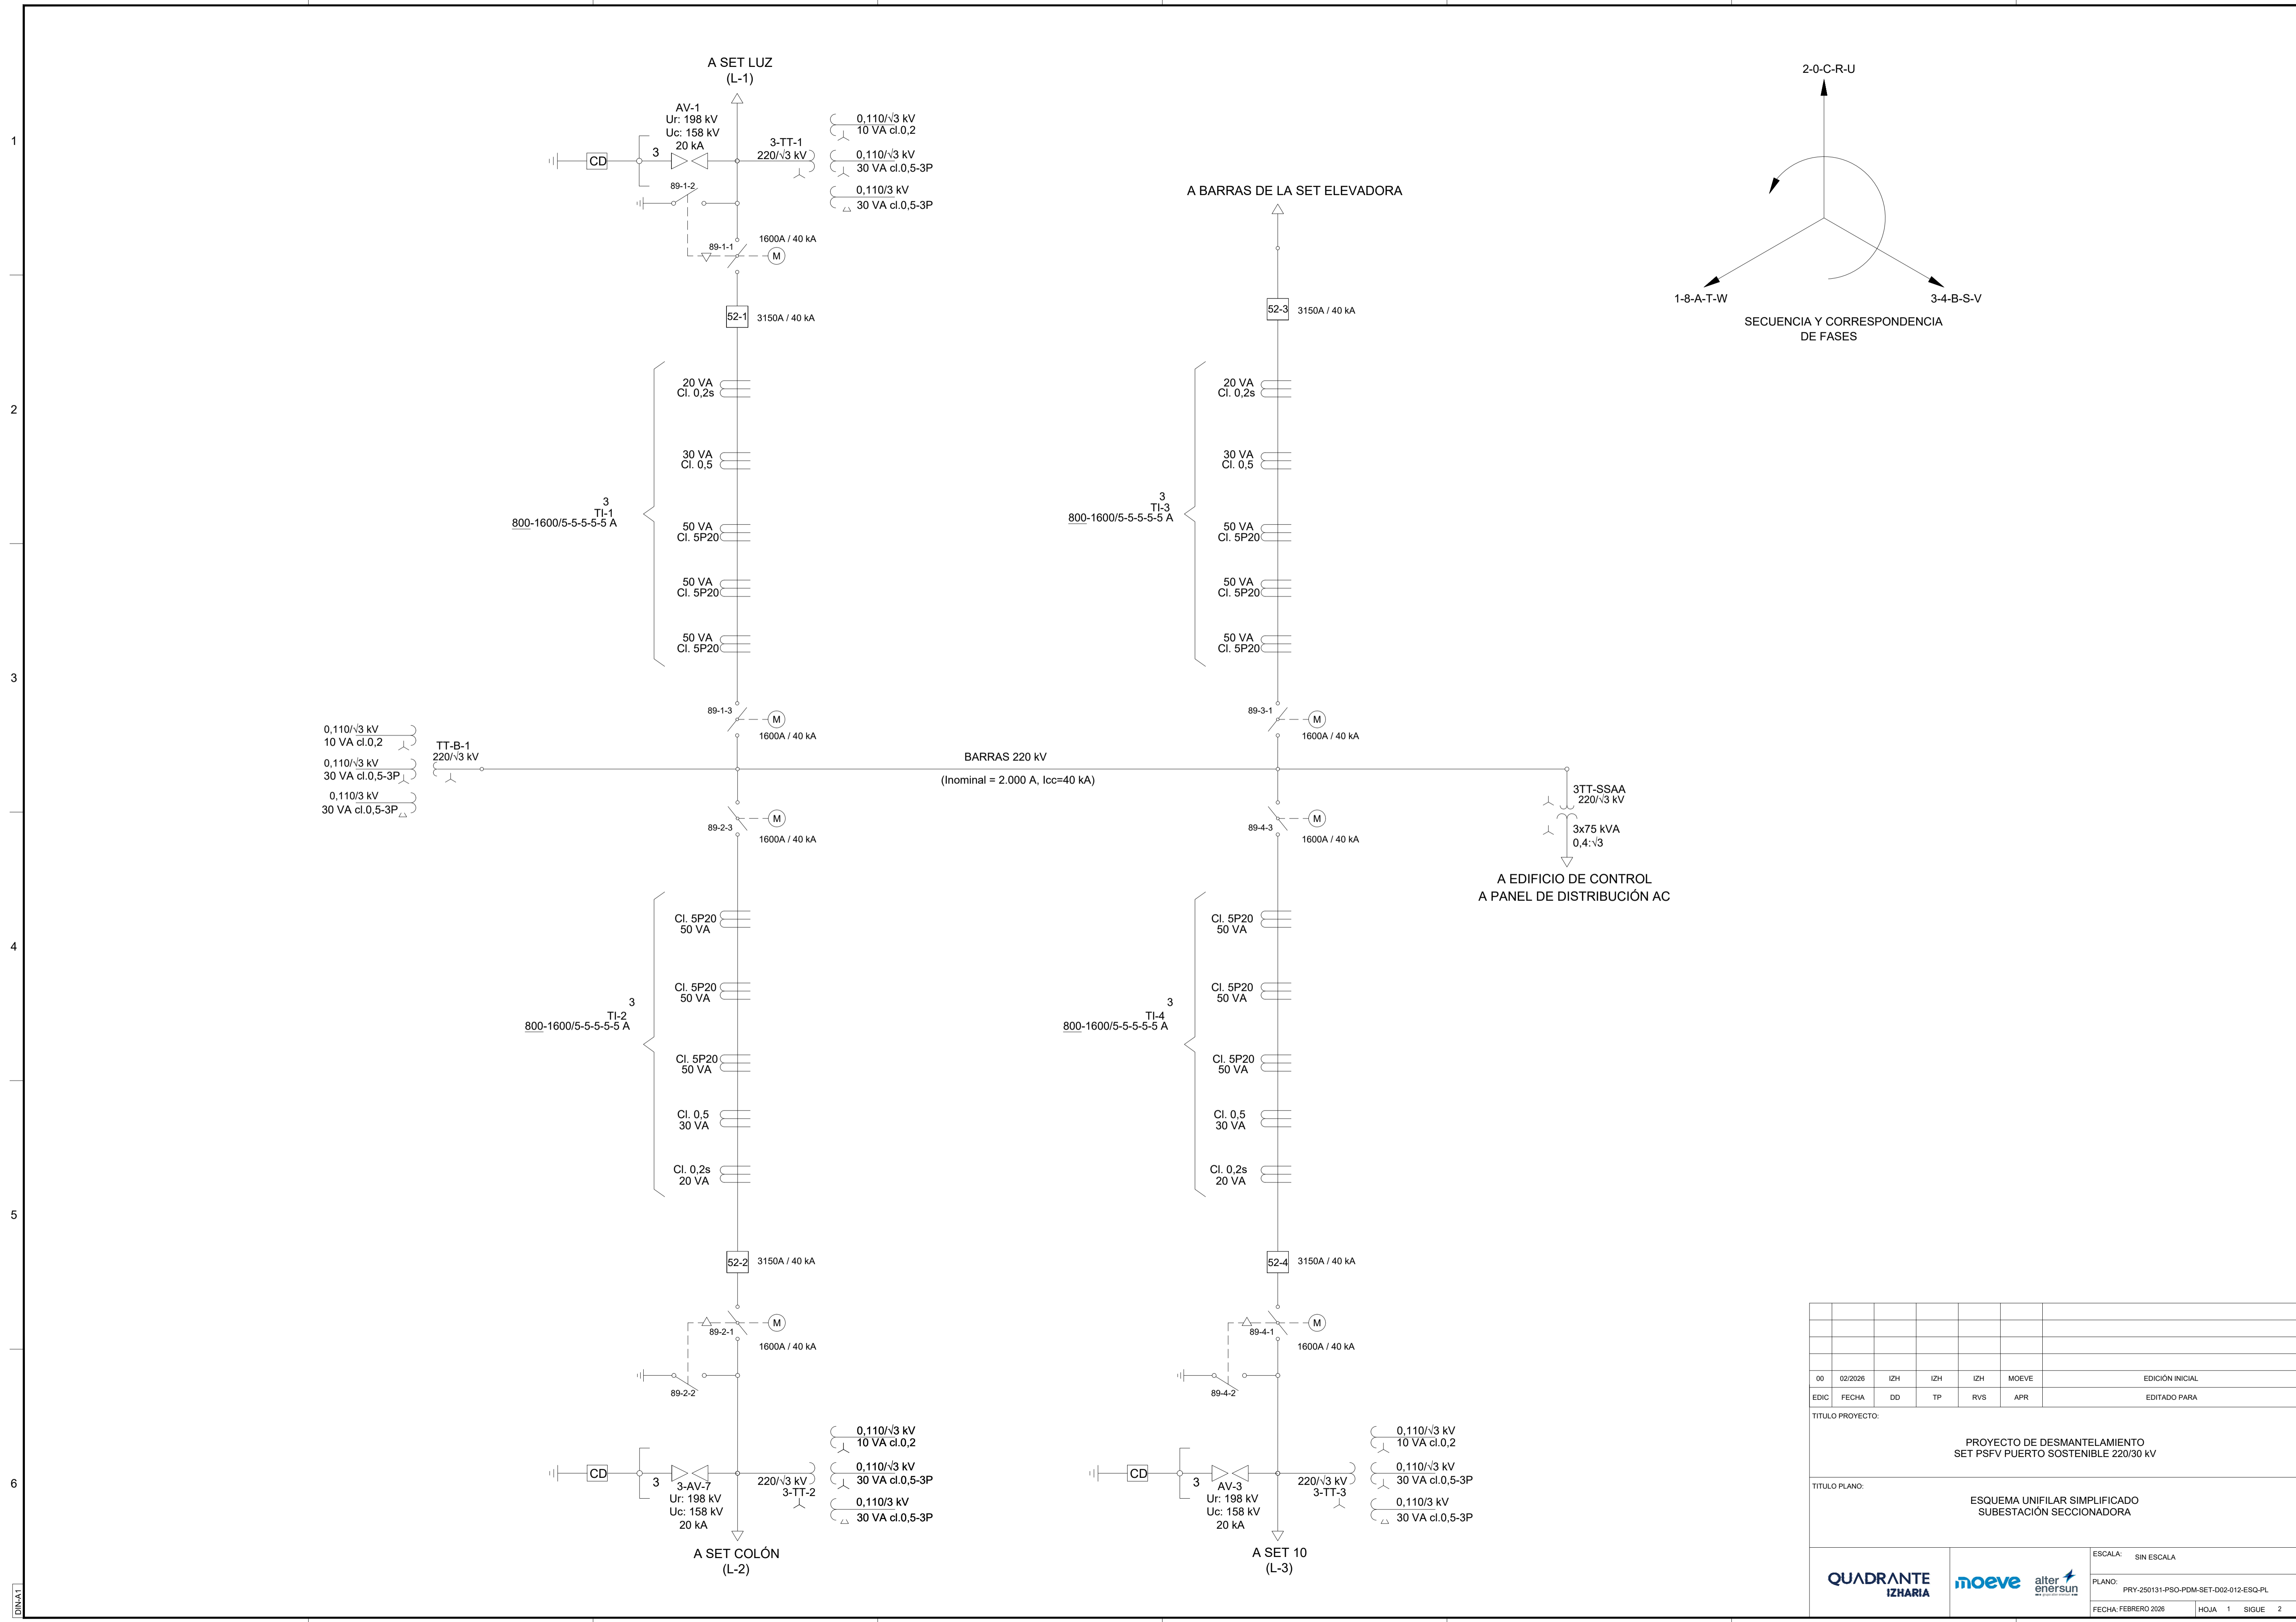 A SET LUZ
(L-1)
AV-1
Ur: 198 kV
Uc: 158 kV
20 kA
3
CD
3-TT-1
220/√3 kV
0,110/√3 kV
10 VA cl.0,2
0,110/√3 kV
30 VA cl.0,5-3P
0,110/3 kV
30 VA cl.0,5-3P
89-1-2
89-1-1
1600A / 40 kA
M
52-1
3150A / 40 kA
20 VA
Cl. 0,2s
30 VA
Cl. 0,5
3
TI-1
800-1600/5-5-5-5-5 A
50 VA
Cl. 5P20
50 VA
Cl. 5P20
50 VA
Cl. 5P20
89-1-3
M
1600A / 40 kA
A BARRAS DE LA SET ELEVADORA
52-3
3150A / 40 kA
20 VA
Cl. 0,2s
30 VA
Cl. 0,5
3
TI-3
800-1600/5-5-5-5-5 A
50 VA
Cl. 5P20
50 VA
Cl. 5P20
50 VA
Cl. 5P20
89-3-1
M
1600A / 40 kA
2-0-C-R-U
1-8-A-T-W
3-4-B-S-V
SECUENCIA Y CORRESPONDENCIA
DE FASES
0,110/√3 kV
10 VA cl.0,2
0,110/√3 kV
30 VA cl.0,5-3P
0,110/3 kV
30 VA cl.0,5-3P
TT-B-1
220/√3 kV
BARRAS 220 kV
(Inominal = 2.000 A, Icc=40 kA)
3TT-SSAA
220/√3 kV
3x75 kVA
0,4:√3
A EDIFICIO DE CONTROL
A PANEL DE DISTRIBUCIÓN AC
89-2-3
M
1600A / 40 kA
Cl. 5P20
50 VA
Cl. 5P20
50 VA
3
TI-2
800-1600/5-5-5-5-5 A
Cl. 5P20
50 VA
Cl. 0,5
30 VA
Cl. 0,2s
20 VA
52-2
3150A / 40 kA
89-2-1
M
1600A / 40 kA
89-2-2
CD
3
3-AV-7
Ur: 198 kV
Uc: 158 kV
20 kA
220/√3 kV
3-TT-2
0,110/√3 kV
10 VA cl.0,2
0,110/√3 kV
30 VA cl.0,5-3P
0,110/3 kV
30 VA cl.0,5-3P
A SET COLÓN
(L-2)
89-4-3
M
1600A / 40 kA
Cl. 5P20
50 VA
Cl. 5P20
50 VA
3
TI-4
800-1600/5-5-5-5-5 A
Cl. 5P20
50 VA
Cl. 0,5
30 VA
Cl. 0,2s
20 VA
52-4
3150A / 40 kA
89-4-1
M
1600A / 40 kA
89-4-2
CD
3
AV-3
Ur: 198 kV
Uc: 158 kV
20 kA
220/√3 kV
3-TT-3
0,110/√3 kV
10 VA cl.0,2
0,110/√3 kV
30 VA cl.0,5-3P
0,110/3 kV
30 VA cl.0,5-3P
A SET 10
(L-3)
1
2
3
4
5
6
DIN-A1
00 02/2026 IZH IZH IZH MOEVE EDICIÓN INICIAL
EDIC FECHA DD TP RVS APR EDITADO PARA
TITULO PROYECTO:
PROYECTO DE DESMANTELAMIENTO
SET PSFV PUERTO SOSTENIBLE 220/30 kV
TITULO PLANO:
ESQUEMA UNIFILAR SIMPLIFICADO
SUBESTACIÓN SECCIONADORA
QUADRANTE
IZHARIA
moeve
alter
enersun
ESCALA: SIN ESCALA
PLANO:
PRY-250131-PSO-PDM-SET-D02-012-ESQ-PL
FECHA: FEBRERO 2026 HOJA 1 SIGUE 2